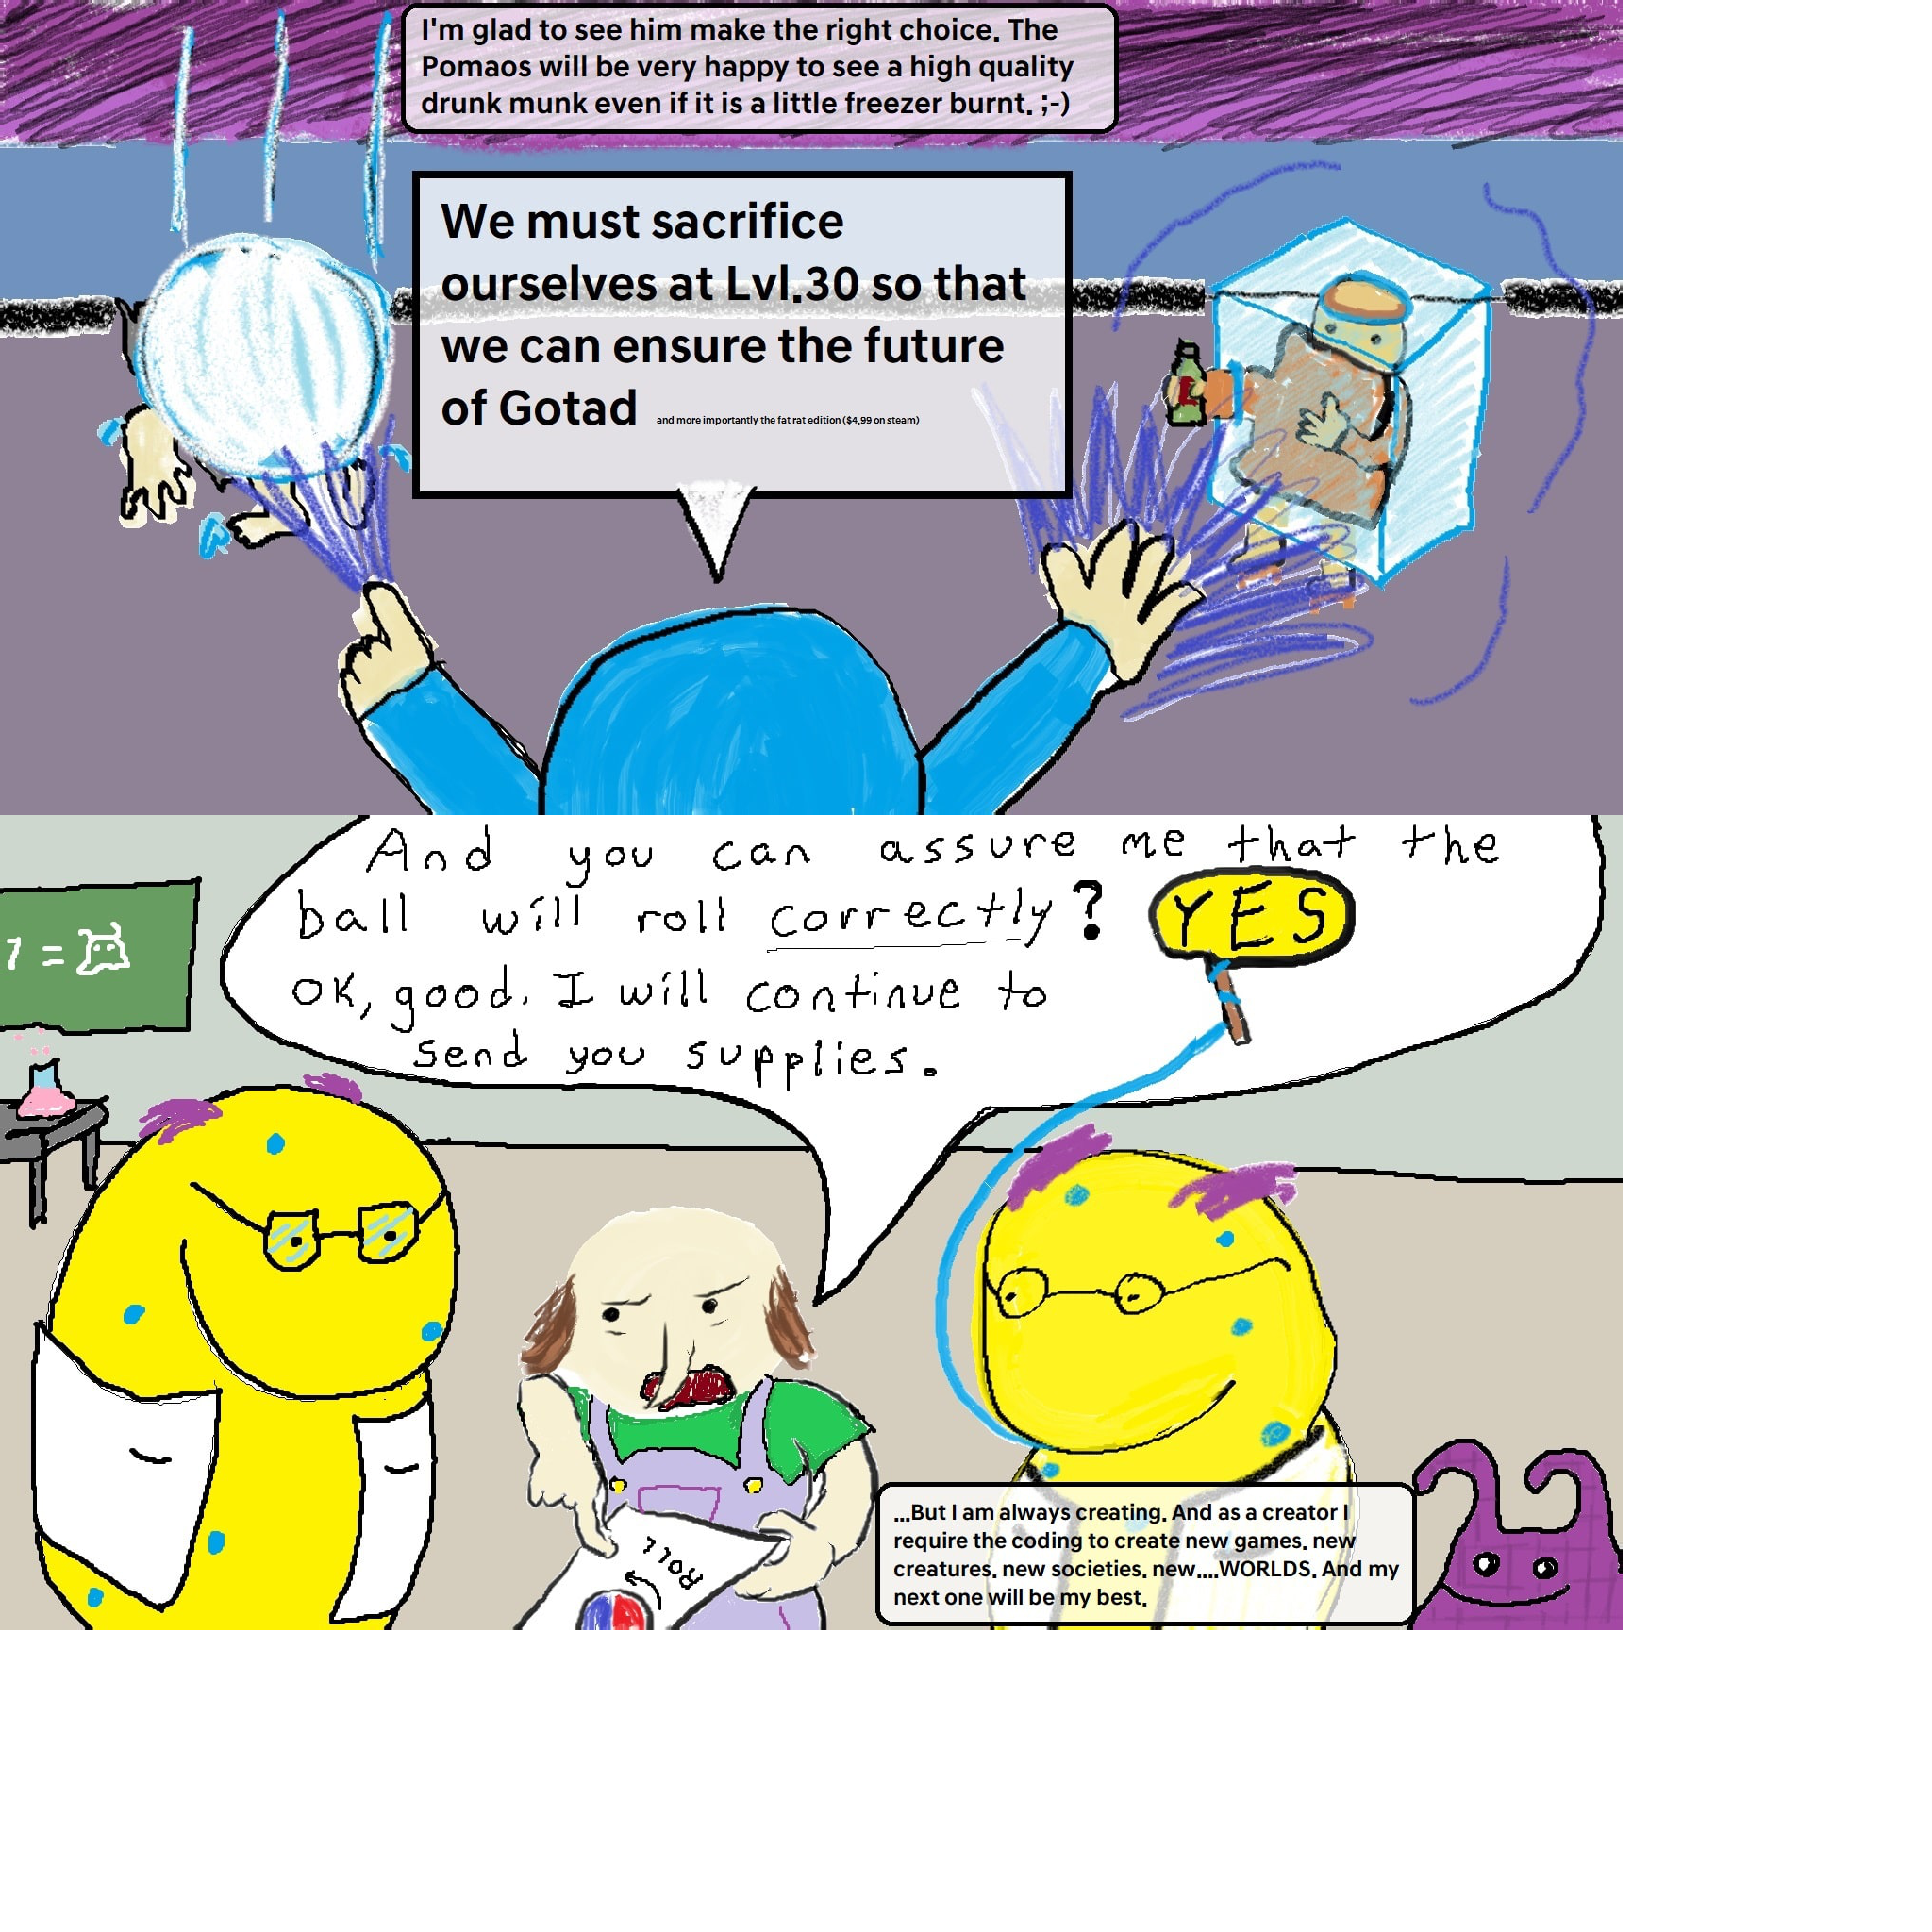 I'm glad to see him make the right choice. The
Pomaos will be very happy to see a high quality
drunk munk even if it is a little freezer burnt. ;-)
We must sacrifice
ourselves at Lvl.30 so that
we can ensure the future
of Gotad and more importantly the fat rat edition ($4.99 on steam)
And you can assure me that the
ball will roll correctly? YES
OK, good. I will continue to
send you supplies.
7 =
Roll
...But I am always creating. And as a creator I
require the coding to create new games. new
creatures. new societies. new....WORLDS. And my
next one will be my best.